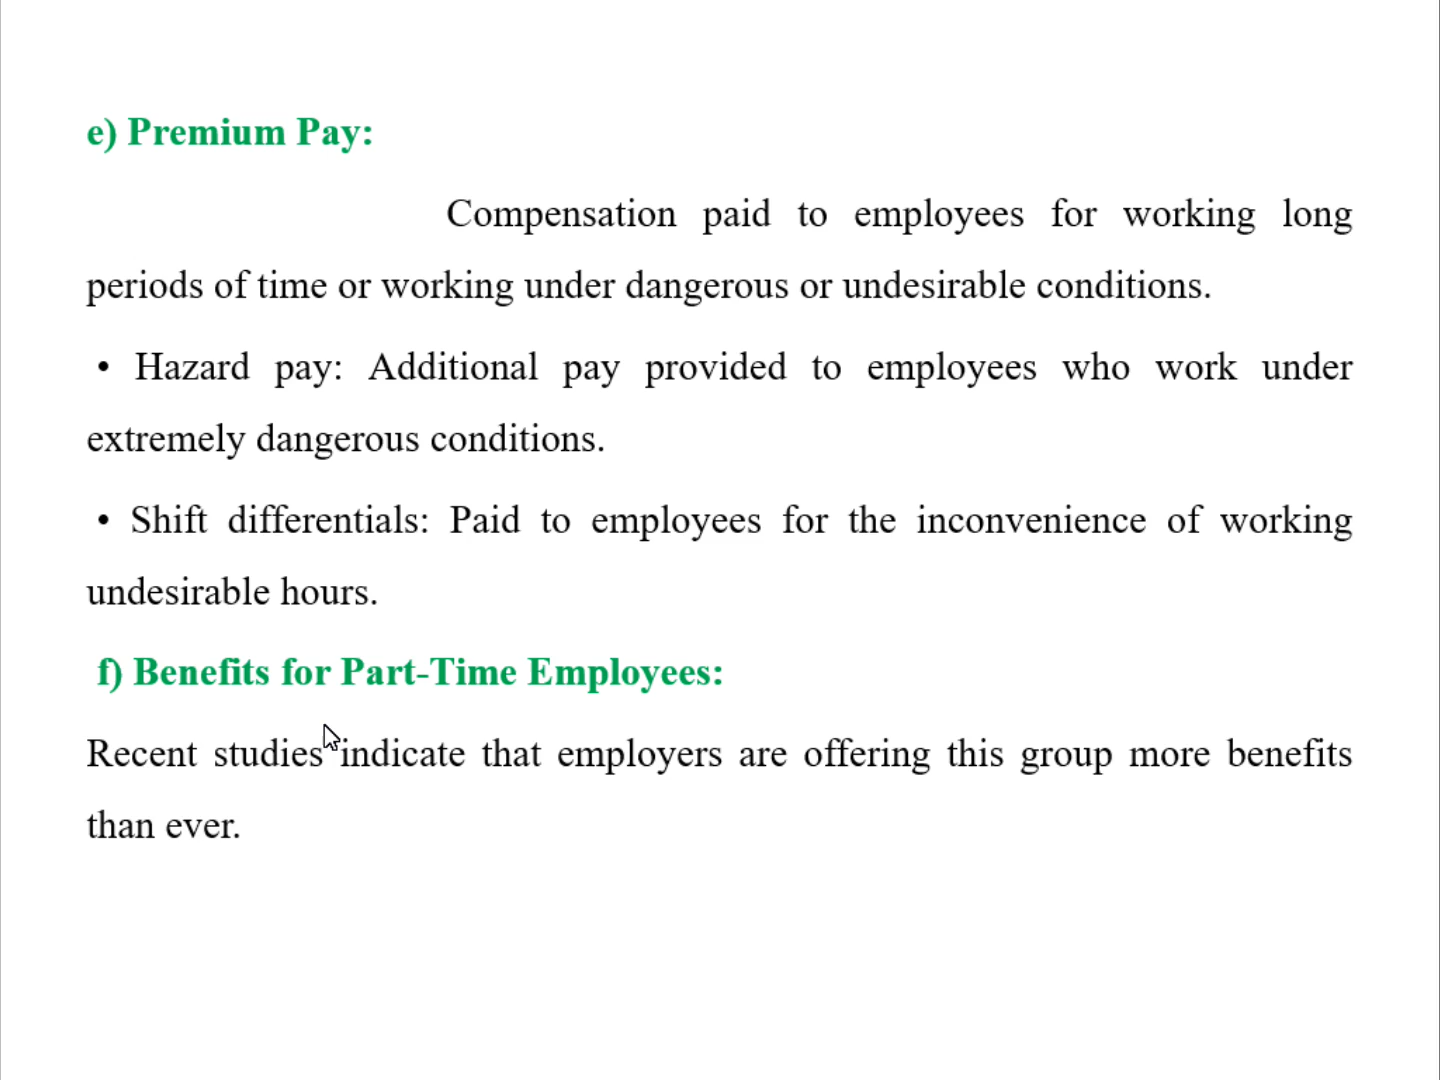 e) Premium Pay:
Compensation paid to employees for working long
periods of time or working under dangerous or undesirable conditions.
• Hazard pay: Additional pay provided to employees who work under
extremely dangerous conditions.
• Shift differentials: Paid to employees for the inconvenience of working
undesirable hours.
f) Benefits for Part-Time Employees:
Recent studies indicate that employers are offering this group more benefits
than ever.